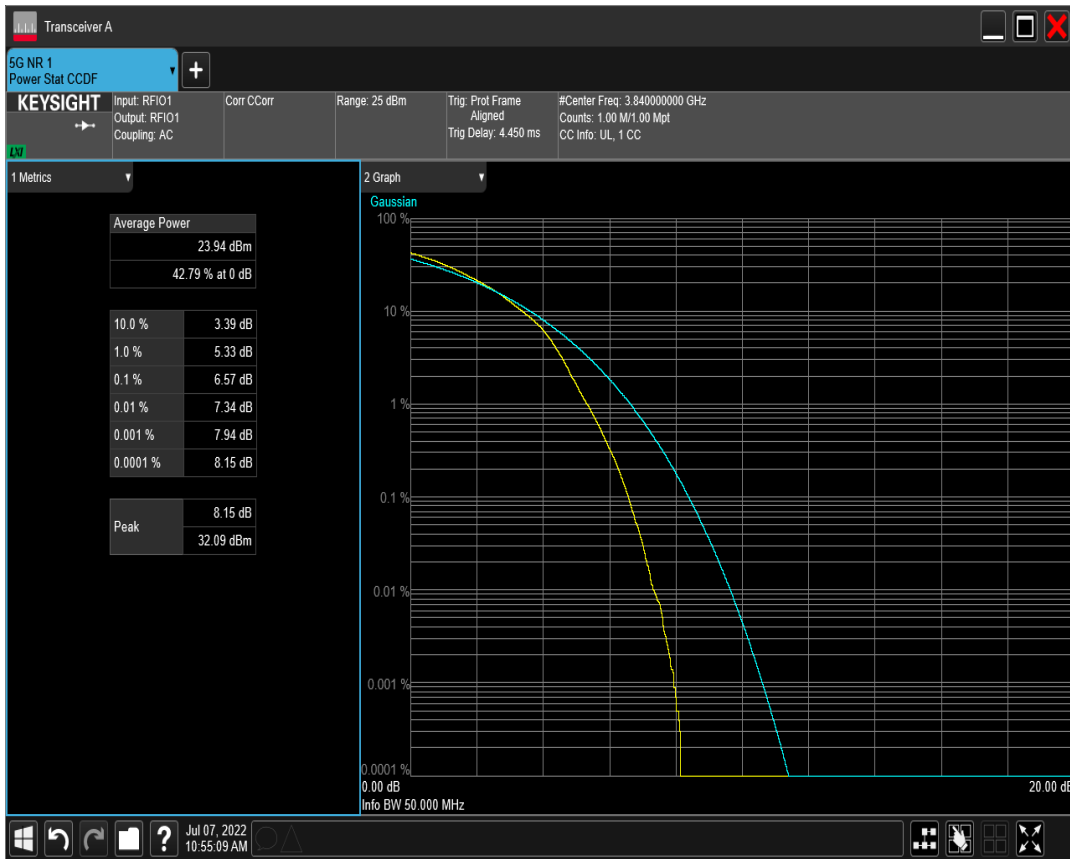 Transceiver A
5G NR 1
Power Stat CCDF
+
KEYSIGHT
LXI
Input: RFIO1
Output: RFIO1
Coupling: AC
Corr CCorr
Range: 25 dBm
Trig: Prot Frame
Aligned
Trig Delay: 4.450 ms
#Center Freq: 3.840000000 GHz
Counts: 1.00 M/1.00 Mpt
CC Info: UL, 1 CC
1 Metrics
Average Power
23.94 dBm
42.79 % at 0 dB
10.0 % 3.39 dB
1.0 % 5.33 dB
0.1 % 6.57 dB
0.01 % 7.34 dB
0.001 % 7.94 dB
0.0001 % 8.15 dB
Peak
8.15 dB
32.09 dBm
2 Graph
Gaussian
100 %
10 %
1 %
0.1 %
0.01 %
0.001 %
0.0001 %
0.00 dB 20.00 dB
Info BW 50.000 MHz
?
Jul 07, 2022
10:55:09 AM